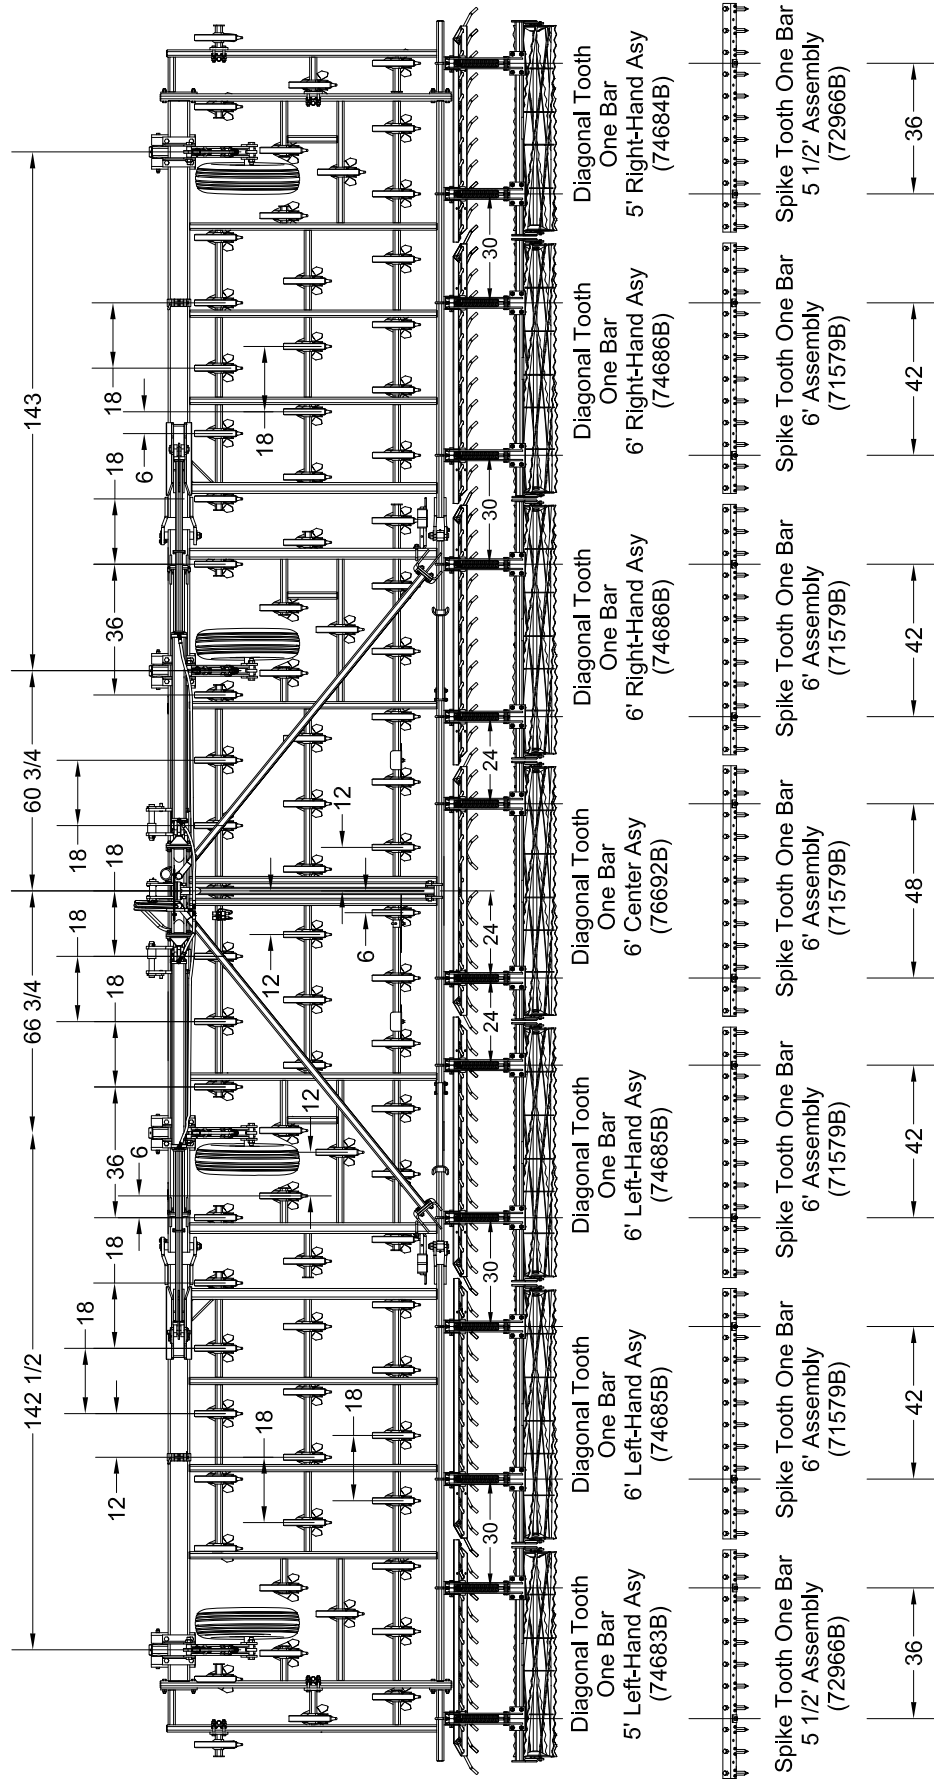 142 1/2
66 3/4
60 3/4
143
18
18
18
12
18
36
18
18
36
18
18
6
6
18
12
18
12
12
18
6
30
30
24
24
24
30
30
Diagonal Tooth
One Bar
5' Left-Hand Asy
(74683B)
Diagonal Tooth
One Bar
6' Left-Hand Asy
(74685B)
Diagonal Tooth
One Bar
6' Left-Hand Asy
(74685B)
Diagonal Tooth
One Bar
6' Center Asy
(76692B)
Diagonal Tooth
One Bar
6' Right-Hand Asy
(74686B)
Diagonal Tooth
One Bar
6' Right-Hand Asy
(74686B)
Diagonal Tooth
One Bar
5' Right-Hand Asy
(74684B)
Spike Tooth One Bar
5 1/2' Assembly
(72966B)
Spike Tooth One Bar
6' Assembly
(71579B)
Spike Tooth One Bar
6' Assembly
(71579B)
Spike Tooth One Bar
6' Assembly
(71579B)
Spike Tooth One Bar
6' Assembly
(71579B)
Spike Tooth One Bar
6' Assembly
(71579B)
Spike Tooth One Bar
5 1/2' Assembly
(72966B)
36
42
42
48
42
42
36